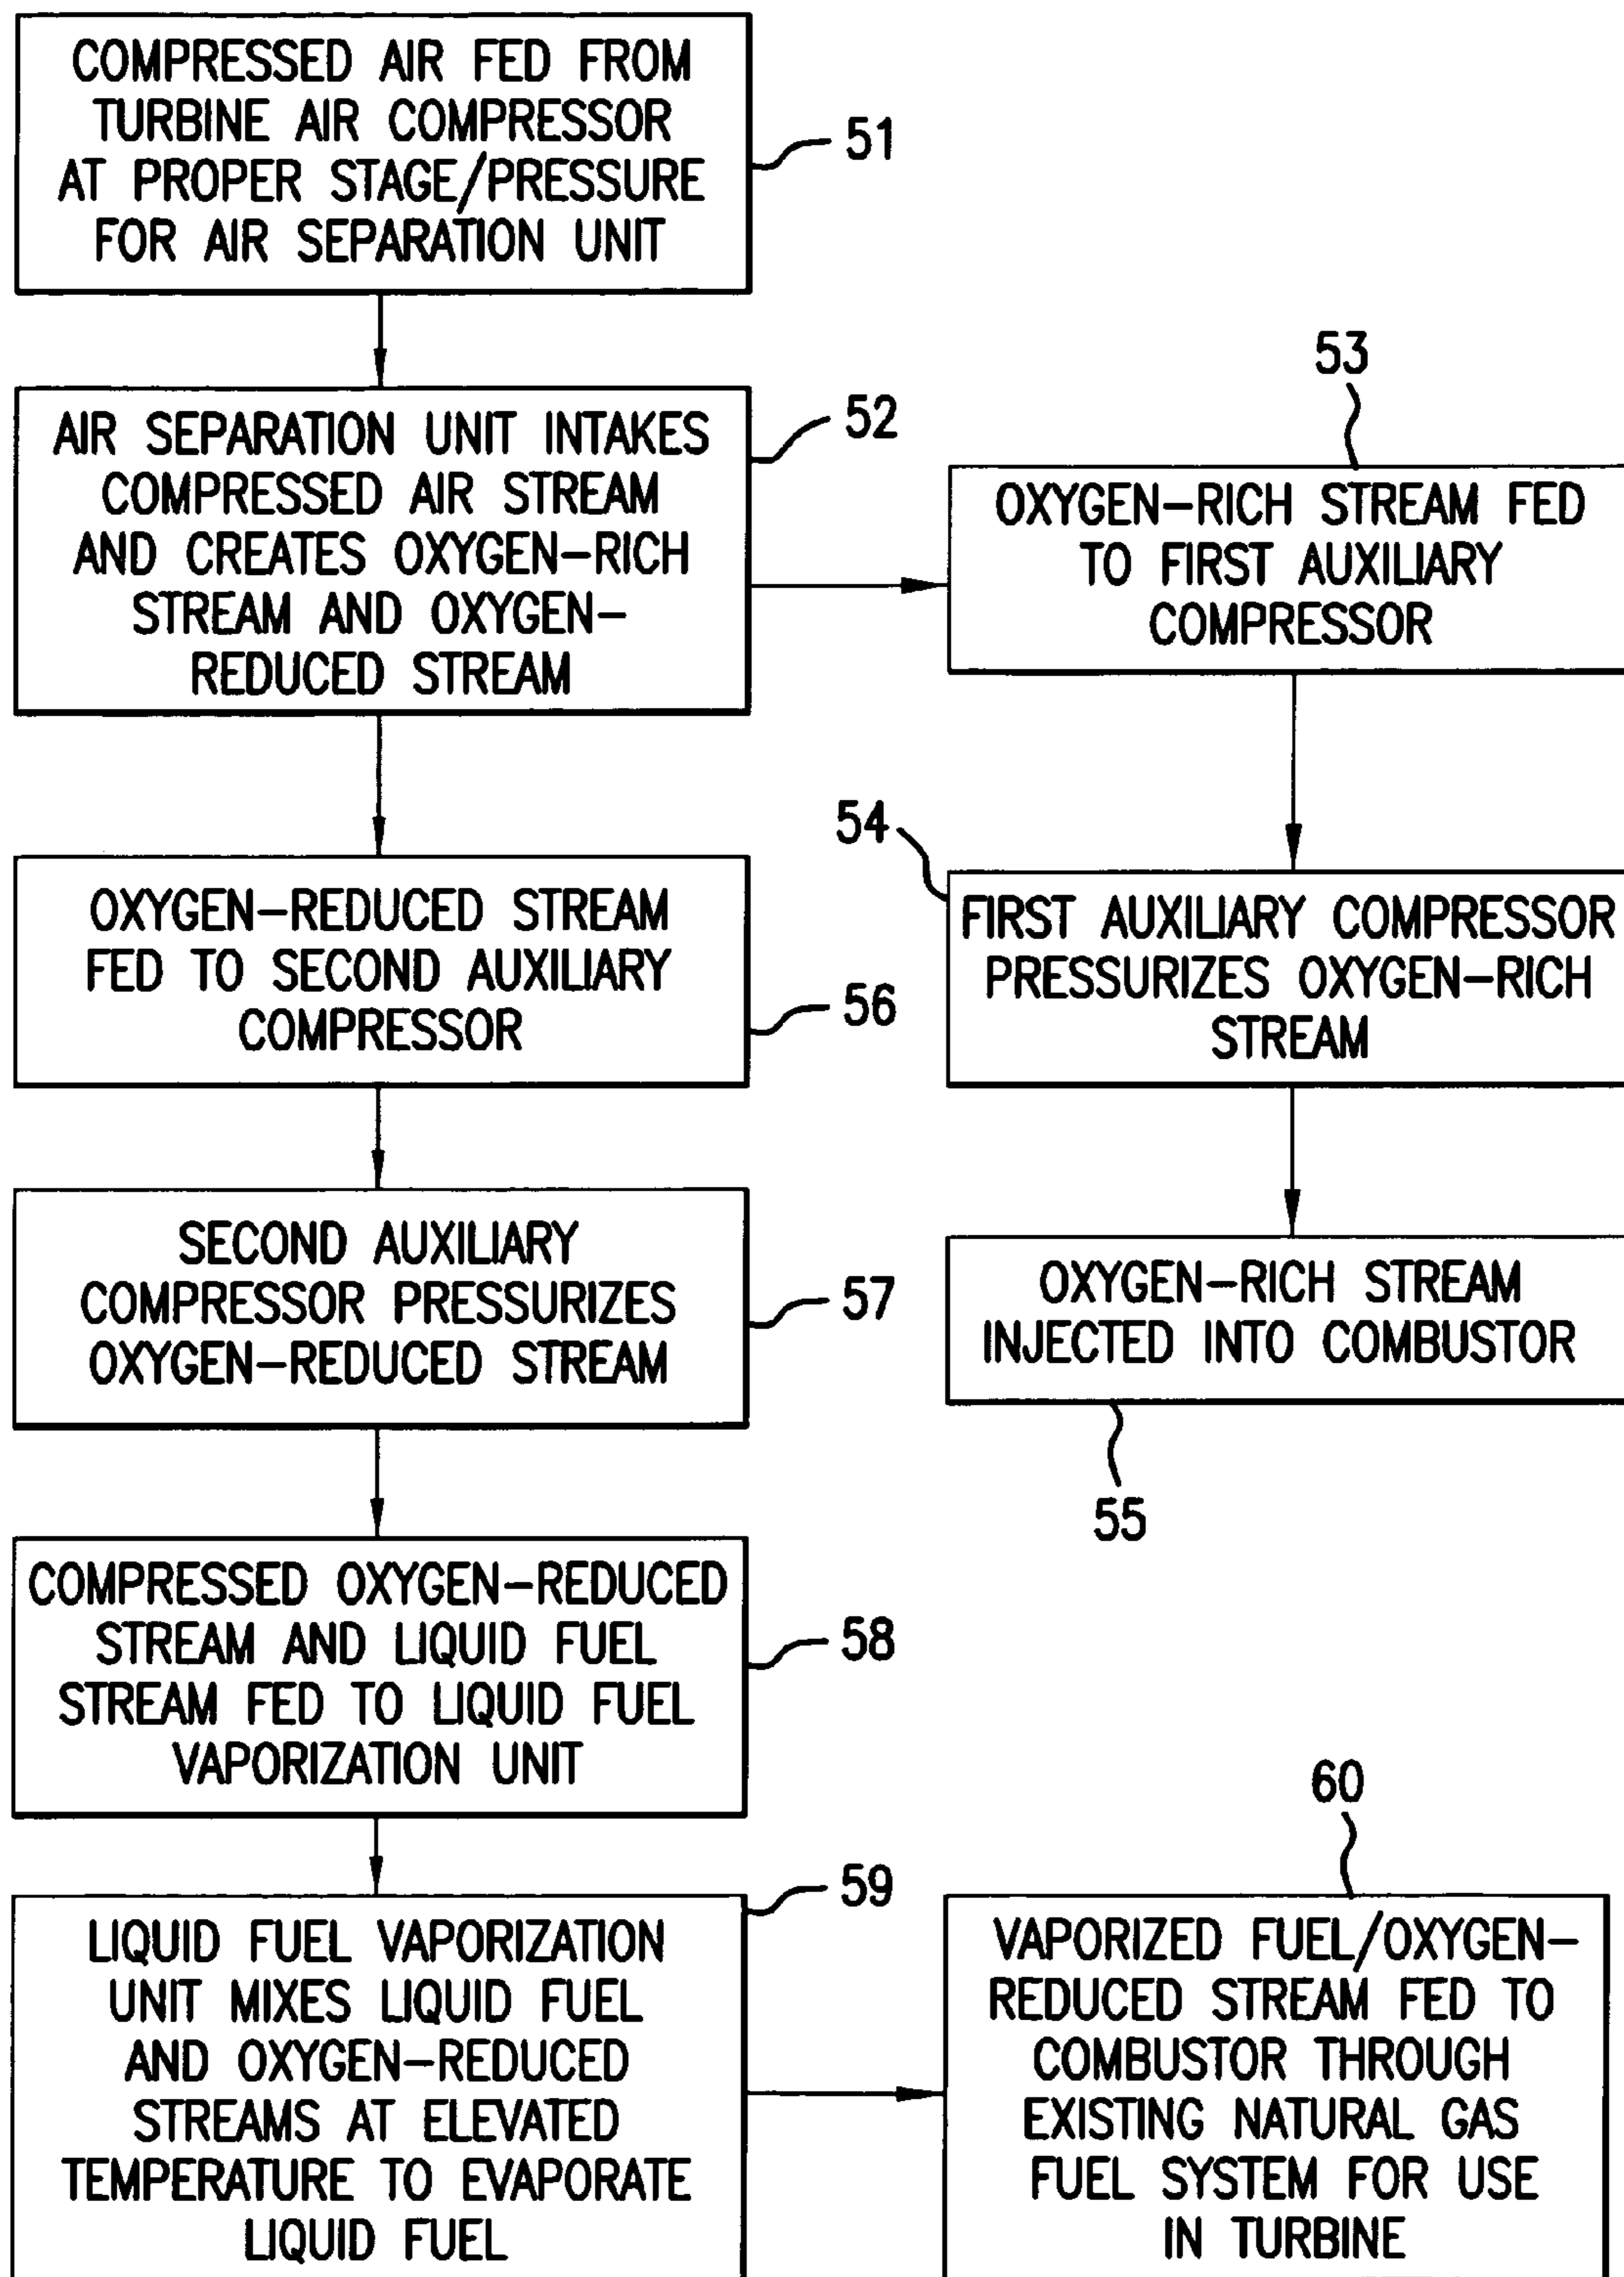 COMPRESSED AIR FED FROM
TURBINE AIR COMPRESSOR
AT PROPER STAGE/PRESSURE
FOR AIR SEPARATION UNIT
51
AIR SEPARATION UNIT INTAKES
COMPRESSED AIR STREAM
AND CREATES OXYGEN-RICH
STREAM AND OXYGEN-
REDUCED STREAM
52
53
OXYGEN-RICH STREAM FED
TO FIRST AUXILIARY
COMPRESSOR
54
FIRST AUXILIARY COMPRESSOR
PRESSURIZES OXYGEN-RICH
STREAM
OXYGEN-RICH STREAM
INJECTED INTO COMBUSTOR
55
OXYGEN-REDUCED STREAM
FED TO SECOND AUXILIARY
COMPRESSOR
56
SECOND AUXILIARY
COMPRESSOR PRESSURIZES
OXYGEN-REDUCED STREAM
57
COMPRESSED OXYGEN-REDUCED
STREAM AND LIQUID FUEL
STREAM FED TO LIQUID FUEL
VAPORIZATION UNIT
58
LIQUID FUEL VAPORIZATION
UNIT MIXES LIQUID FUEL
AND OXYGEN-REDUCED
STREAMS AT ELEVATED
TEMPERATURE TO EVAPORATE
LIQUID FUEL
59
60
VAPORIZED FUEL/OXYGEN-
REDUCED STREAM FED TO
COMBUSTOR THROUGH
EXISTING NATURAL GAS
FUEL SYSTEM FOR USE
IN TURBINE